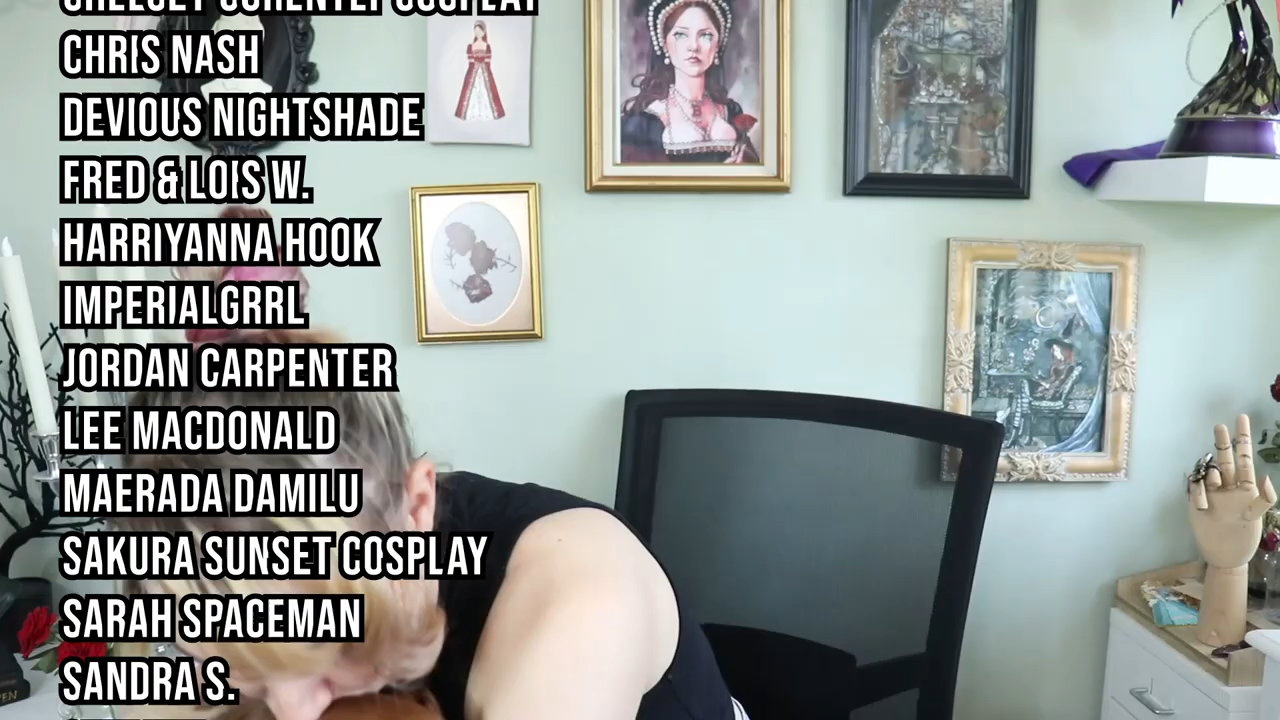 CHRIS NASH
DEVIOUS NIGHTSHADE
FRED & LOIS W.
HARRIYANNA HOOK
IMPERIALGRRL
JORDAN CARPENTER
LEE MACDONALD
MAERADA DAMILU
SAKURA SUNSET COSPLAY
SARAH SPACEMAN
SANDRA S.